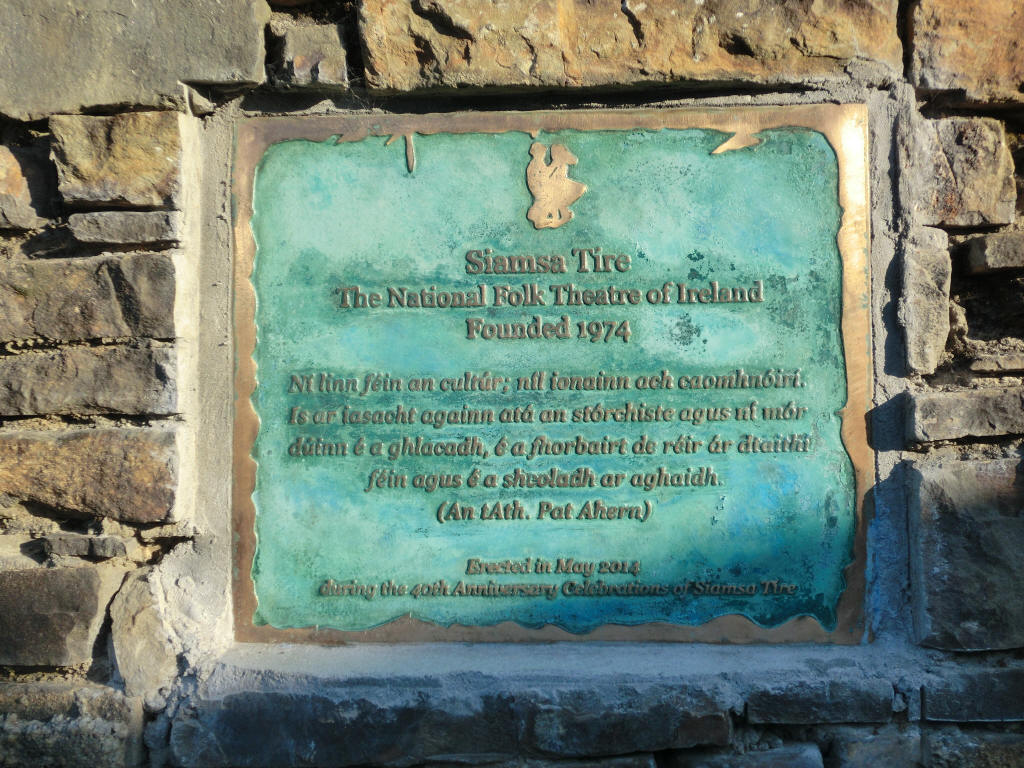 Siamsa Tíre
The National Folk Theatre of Ireland
Founded 1974
Ní linn féin an cultúr; níl ionainn ach caomhnóirí.
Is ar iasacht againn atá an stórchiste agus ní mór
dúinn é a ghlacadh, é a fhorbairt de réir ár dtaithí
féin agus é a sheoladh ar aghaidh.
(An tAth. Pat Ahern)
Erected in May 2014
during the 40th Anniversary Celebrations of Siamsa Tíre